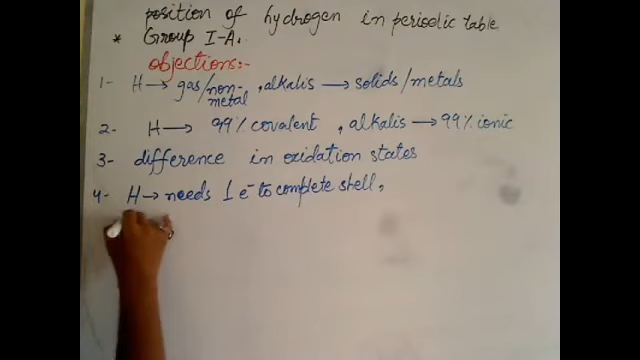 position of hydrogen in periodic table
* Group I-A.
objections:-
1- H → gas/non-metal, alkalis → solids/metals
2- H → 99% covalent, alkalis → 99% ionic
3- difference in oxidation states
4- H → needs 1 e⁻ to complete shell,